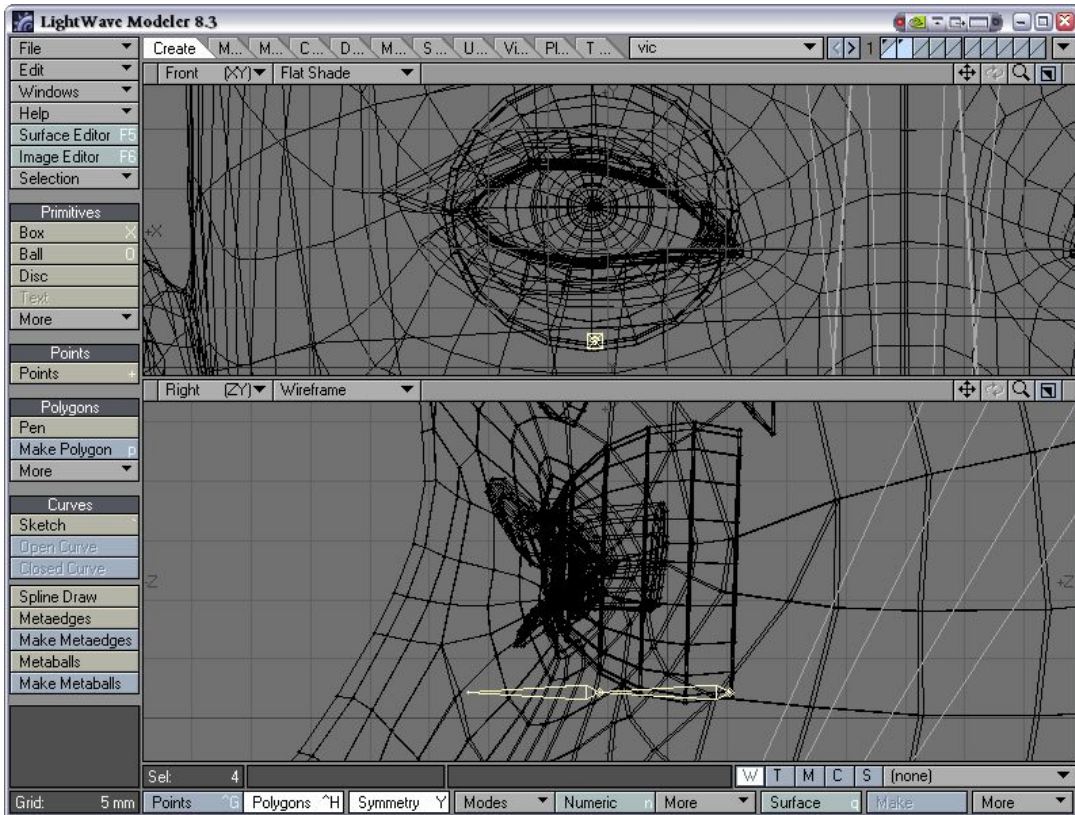 LightWave Modeler 8.3
File
Edit
Windows
Help
Surface Editor F5
Image Editor F6
Selection
Primitives
Box X
Ball O
Disc
Text
More
Points
Points +
Polygons
Pen
Make Polygon p
More
Curves
Sketch `
Open Curve
Closed Curve
Spline Draw
Metaedges
Make Metaedges
Metaballs
Make Metaballs
Create M... M... C... D... M... S... U... Vi... Pl... T... vic 1
Front (XY) Flat Shade
+Y
+X
Right (ZY) Wireframe
-Z
+Z
Sel: 4
W T M C S (none)
Grid: 5 mm Points ^G Polygons ^H Symmetry Y Modes Numeric n More Surface q Make More